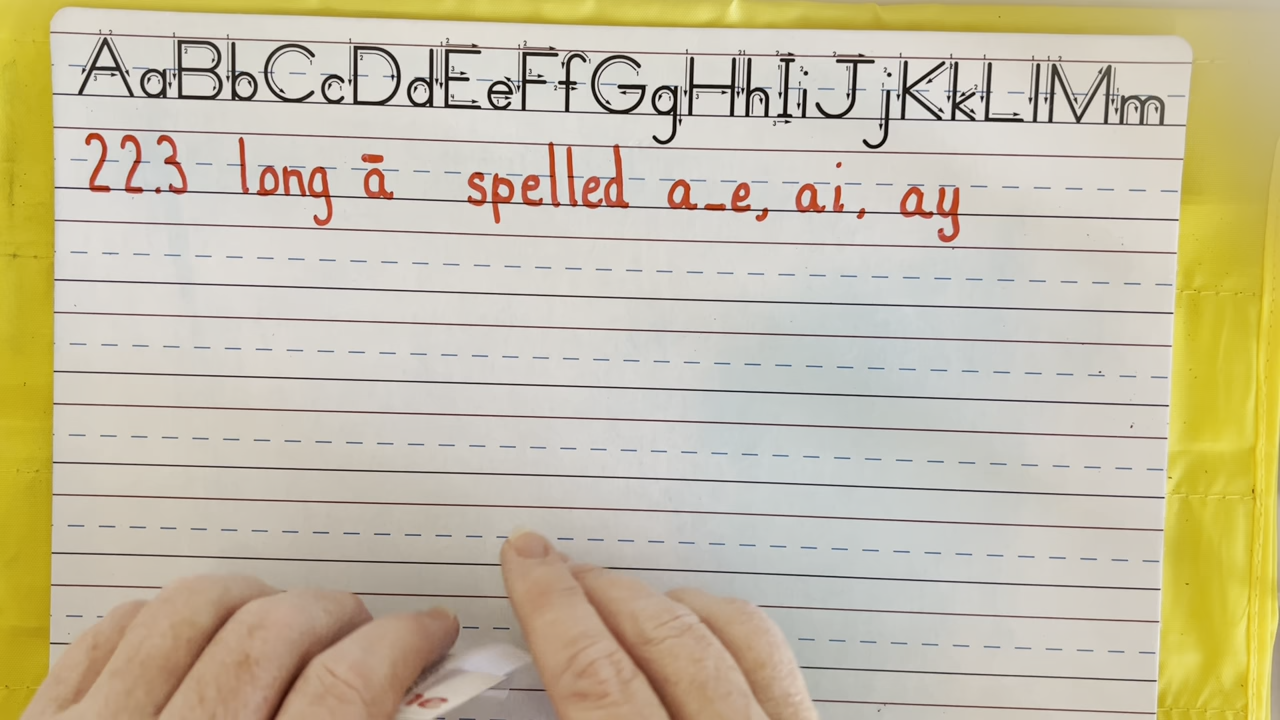 AaBbCcDdEeFfGgHhIiJjKkLlMm
22.3 long ā spelled a_e, ai, ay